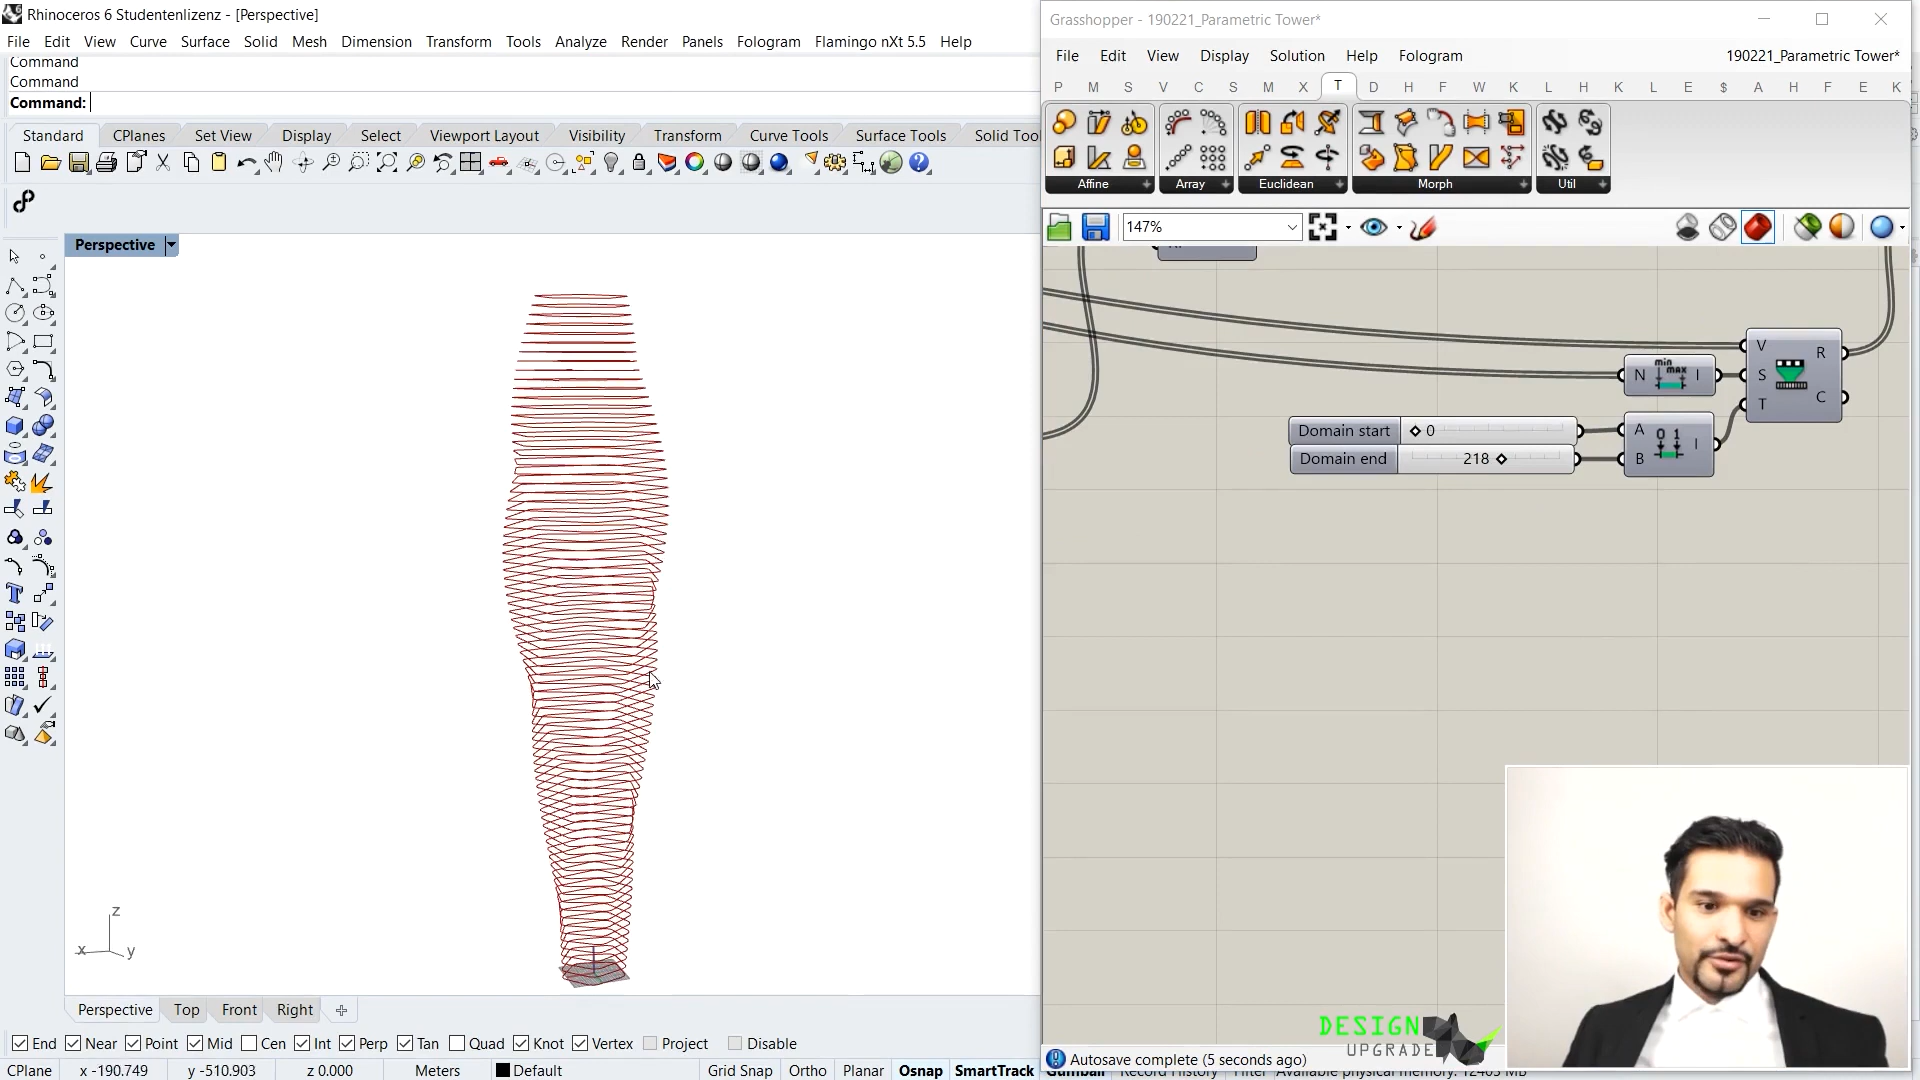 Rhinoceros 6 Studentenlizenz - [Perspective]
File Edit View Curve Surface Solid Mesh Dimension Transform Tools Analyze Render Panels Fologram Flamingo nXt 5.5 Help
Command
Command
Command:
Standard CPlanes Set View Display Select Viewport Layout Visibility Transform Curve Tools Surface Tools Solid Tool
Perspective
z
x
y
Perspective Top Front Right
End Near Point Mid Cen Int Perp Tan Quad Knot Vertex Project Disable
CPlane x -190.749 y -510.903 z 0.000 Meters Default Grid Snap Ortho Planar Osnap SmartTrack
Grasshopper - 190221_Parametric Tower*
File Edit View Display Solution Help Fologram 190221_Parametric Tower*
P M S V C S M X T D H F W K L H K L E $ A H F E K
Affine Array Euclidean Morph Util
147%
V
S
T
R
C
N min max I
Domain start 0
Domain end 218
A
B
0 1
I
DESIGN
UPGRADE
Autosave complete (5 seconds ago)